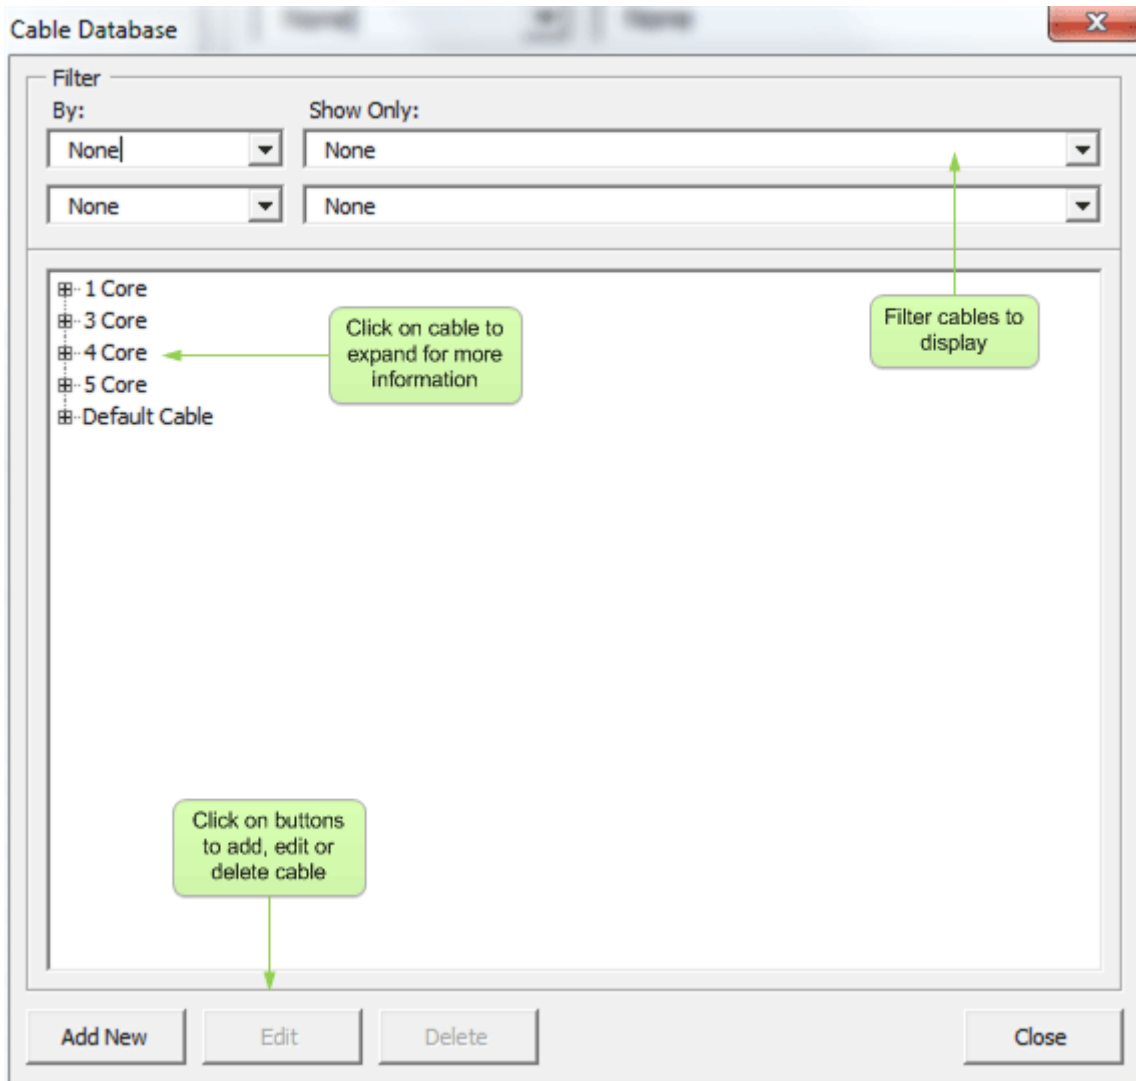 Cable Database
Filter
By:
Show Only:
None
None
None
None
1 Core
3 Core
4 Core
5 Core
Default Cable
Click on cable to
expand for more
information
Filter cables to
display
Click on buttons
to add, edit or
delete cable
Add New
Edit
Delete
Close